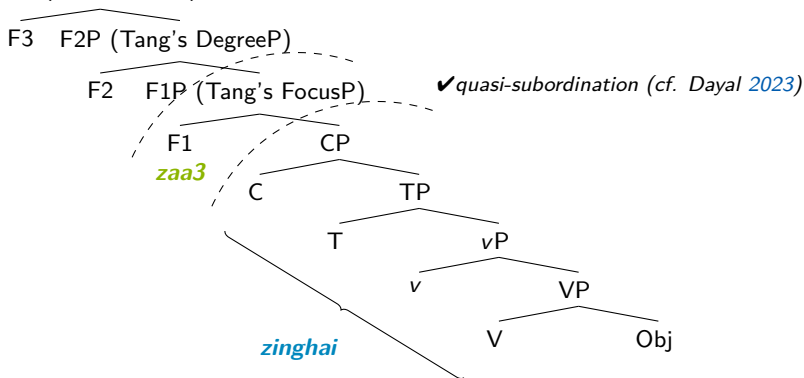 F3 F2P (Tang's DegreeP)
F2 F1P (Tang's FocusP)
✔quasi-subordination (cf. Dayal 2023)
F1 CP
zaa3
C TP
T vP
v VP
zinghai
V Obj